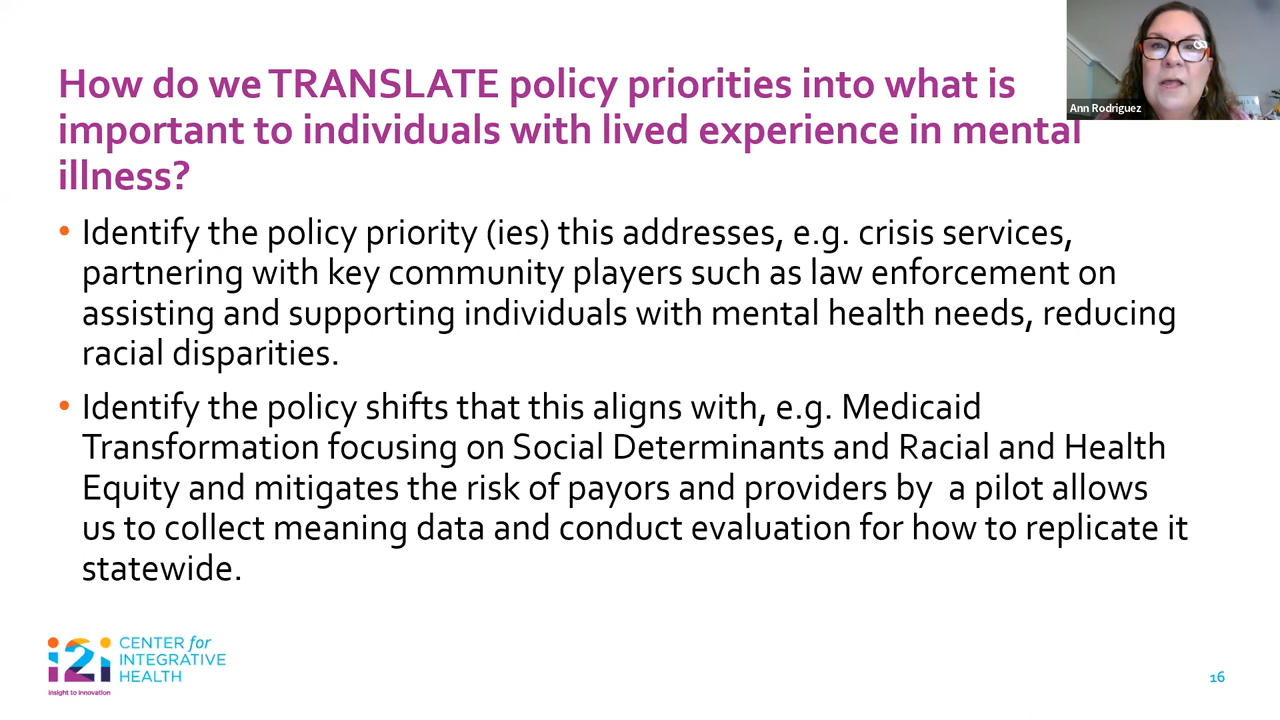 How do we TRANSLATE policy priorities into what is
important to individuals with lived experience in mental
illness?
Ann Rodriguez
• Identify the policy priority (ies) this addresses, e.g. crisis services,
partnering with key community players such as law enforcement on
assisting and supporting individuals with mental health needs, reducing
racial disparities.
• Identify the policy shifts that this aligns with, e.g. Medicaid
Transformation focusing on Social Determinants and Racial and Health
Equity and mitigates the risk of payors and providers by  a pilot allows
us to collect meaning data and conduct evaluation for how to replicate it
statewide.
i2i
insight to innovation
CENTER for
INTEGRATIVE
HEALTH
16